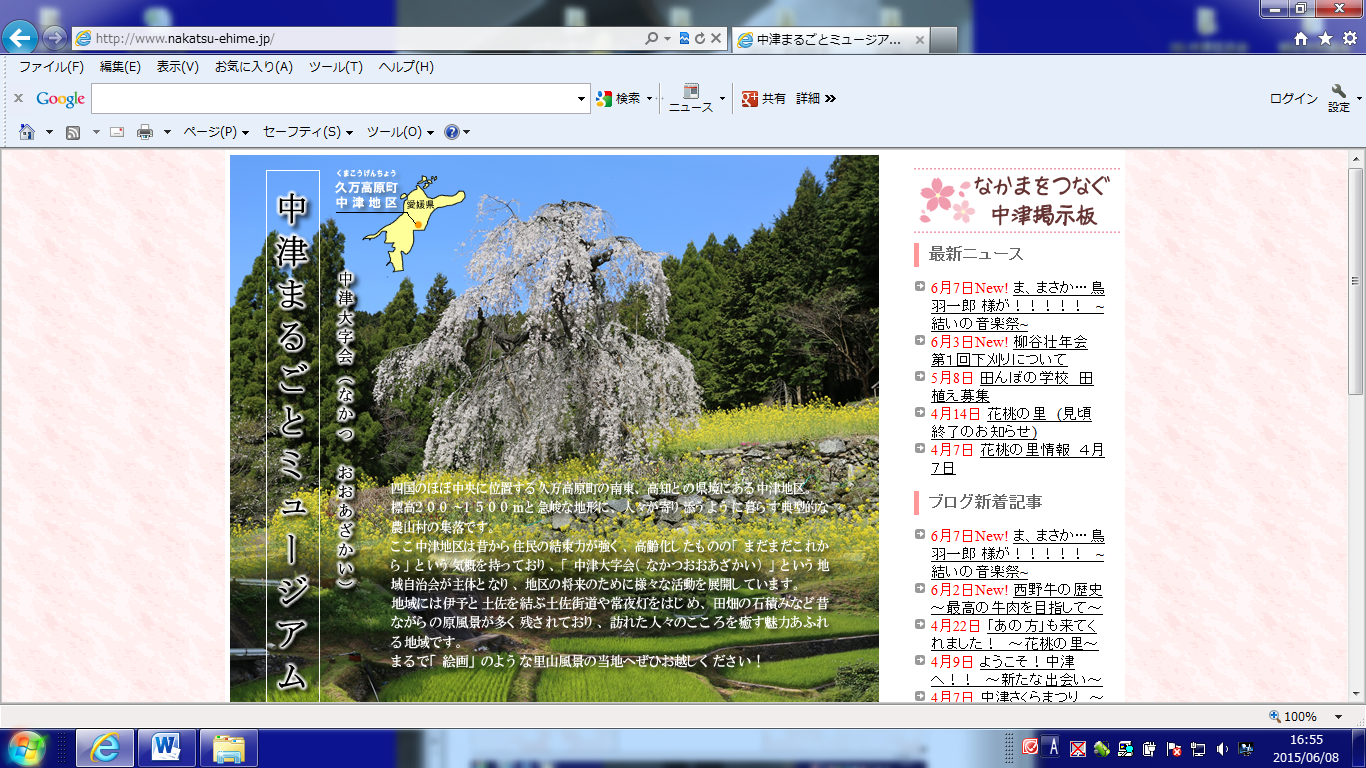 http://www.nakatsu-ehime.jp/
中津まるごとミュージア...
ファイル(F) 編集(E) 表示(V) お気に入り(A) ツール(T) ヘルプ(H)
Google
検索
ニュース
共有 詳細
ログイン
設定
ページ(P) セーフティ(S) ツール(O)
中津まるごとミュージアム
くまこうげんちょう
久万高原町
中津地区
愛媛県
中津大字会（なかつ おおあざかい）
四国のほぼ中央に位置する久万高原町の南東、高知との県境にある中津地区。
標高２００～１５００ｍと急峻な地形に、人々が寄り添うように暮らす典型的な
農山村の集落です。
ここ中津地区は昔から住民の結束力が強く、高齢化したものの「まだまだこれか
ら」という気概を持っており、「中津大字会(なかつおおあざかい)」という地
域自治会が主体となり、地区の将来のために様々な活動を展開しています。
地域には伊予と土佐を結ぶ土佐街道や常夜灯をはじめ、田畑の石積みなど昔
ながらの原風景が多く残されており、訪れた人々のこころを癒す魅力あふれ
る地域です。
まるで「絵画」のような里山風景の当地へぜひお越しください！
なかまをつなぐ
中津掲示板
最新ニュース
6月7日New! ま、まさか… 鳥
羽一郎 様が！！！！！ ～
結いの音楽祭~
6月3日New! 柳谷壮年会
第1回下刈りについて
5月8日 田んぼの学校 田
植え募集
4月14日 花桃の里 (見頃
終了のお知らせ)
4月7日 花桃の里情報 4月
7日
ブログ新着記事
6月7日New! ま、まさか… 鳥
羽一郎 様が！！！！！ ～
結いの音楽祭~
6月2日New! 西野牛の歴史
～最高の牛肉を目指して～
4月22日 「あの方」も来てく
れました！ ～花桃の里～
4月9日 ようこそ！中津
へ！！ ～新たな出会い～
4月7日 中津さくらまつり ～
100%
A
16:55
2015/06/08